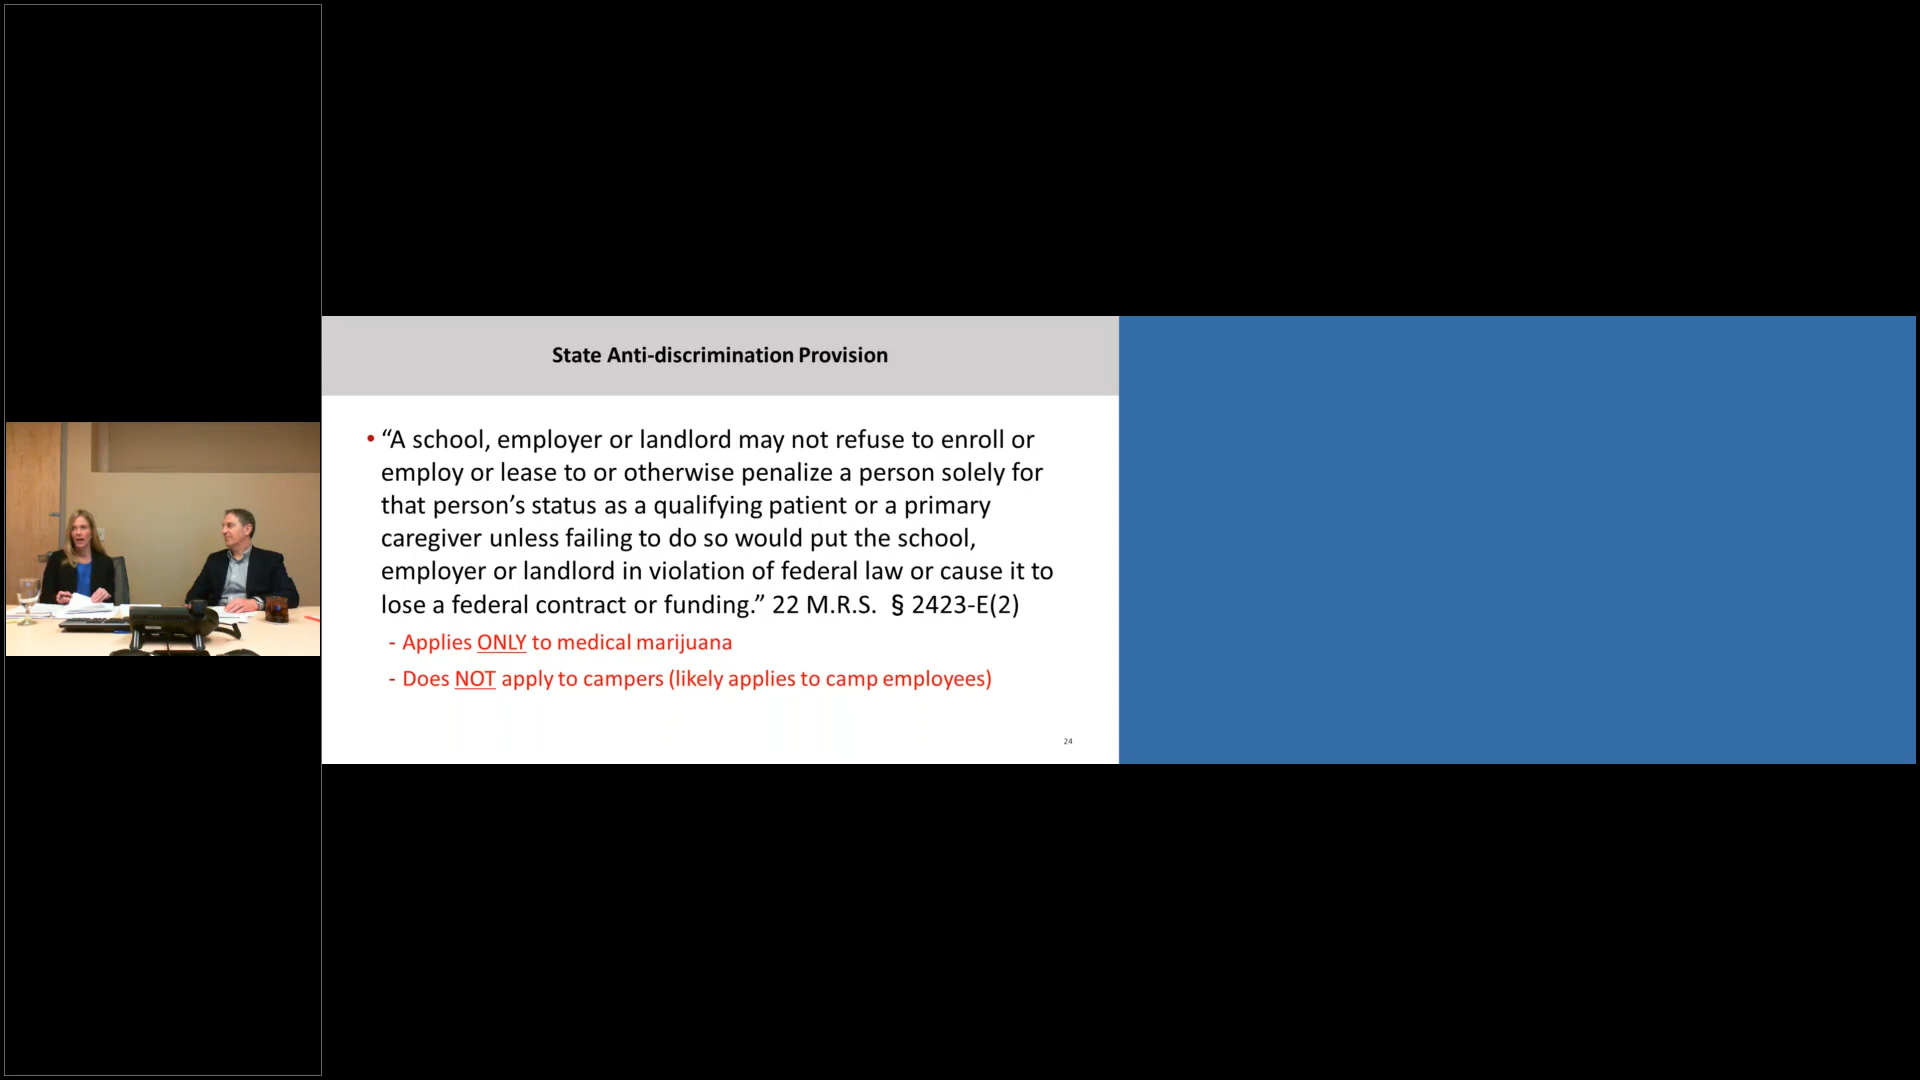 State Anti-discrimination Provision
• “A school, employer or landlord may not refuse to enroll or
employ or lease to or otherwise penalize a person solely for
that person’s status as a qualifying patient or a primary
caregiver unless failing to do so would put the school,
employer or landlord in violation of federal law or cause it to
lose a federal contract or funding.” 22 M.R.S. § 2423-E(2)
- Applies ONLY to medical marijuana
- Does NOT apply to campers (likely applies to camp employees)
24